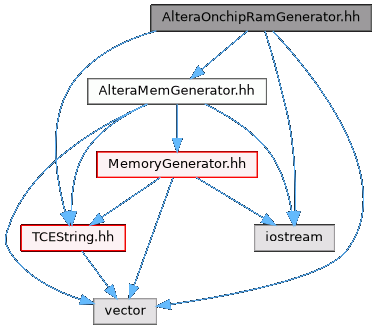 AlteraOnchipRamGenerator.hh
AlteraMemGenerator.hh
MemoryGenerator.hh
TCEString.hh
iostream
vector